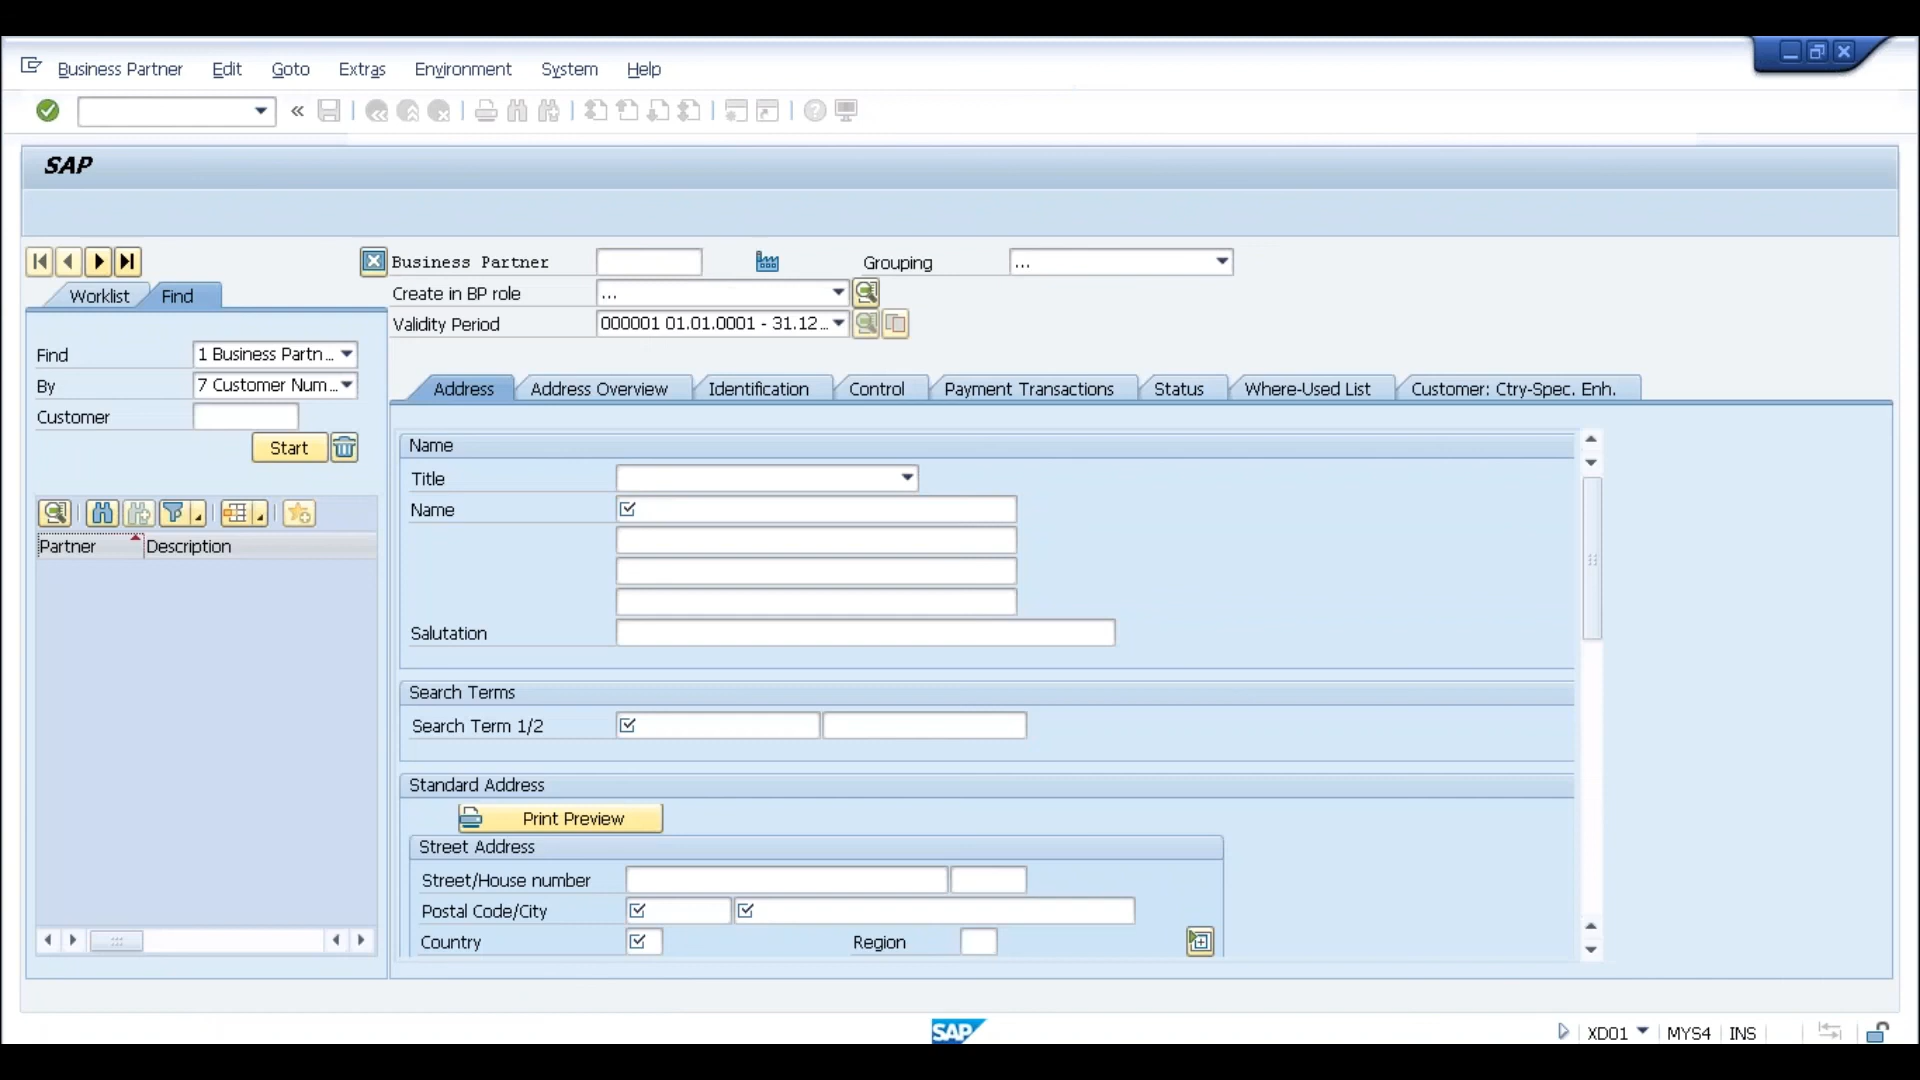 Business Partner Edit Goto Extras Environment System Help
SAP
Business Partner Grouping ...
Worklist Find Create in BP role ...
Validity Period 000001 01.01.0001 - 31.12...
Find 1 Business Partn...
By 7 Customer Num...
Customer
Start
Partner Description
Address Address Overview Identification Control Payment Transactions Status Where-Used List Customer: Ctry-Spec. Enh.
Name
Title
Name
Salutation
Search Terms
Search Term 1/2
Standard Address
Print Preview
Street Address
Street/House number
Postal Code/City
Country Region
SAP XD01 MYS4 INS